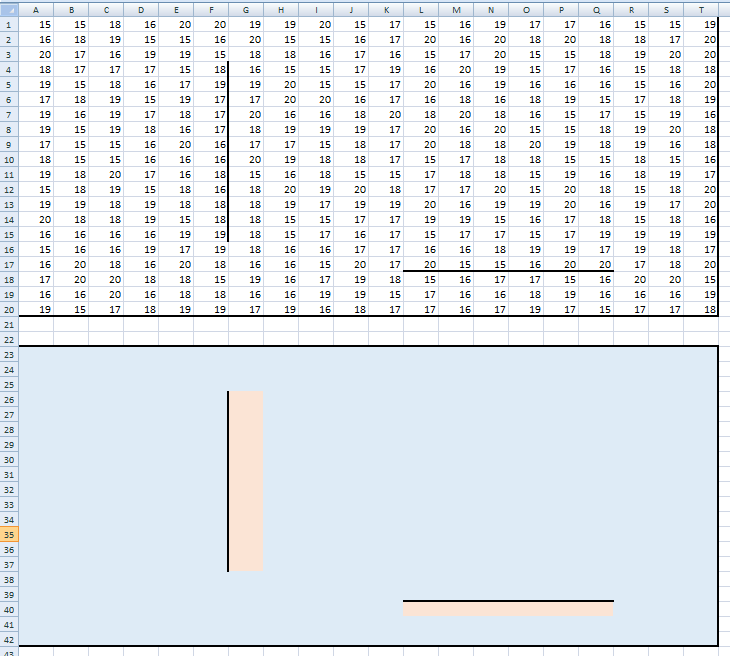 A B C D E F G H I J K L M N O P Q R S T
1 15 15 18 16 20 20 19 19 20 15 17 15 16 19 17 17 16 15 15 19
2 16 18 19 15 15 16 20 15 15 16 17 20 16 20 18 20 18 18 17 20
3 20 17 16 19 19 15 18 18 16 17 16 15 17 20 15 15 18 19 20 20
4 18 17 17 17 15 18 16 15 15 17 19 16 20 19 15 17 16 15 18 18
5 19 15 18 16 17 19 19 20 15 15 17 20 16 19 16 16 16 15 16 20
6 17 18 19 15 19 17 17 20 20 16 17 16 18 16 18 19 15 17 18 19
7 19 16 19 17 18 17 20 16 16 18 20 18 20 18 16 15 17 15 19 16
8 19 15 19 18 16 17 18 19 19 19 17 20 16 20 15 15 18 19 20 18
9 17 15 15 16 20 16 17 17 15 18 17 20 18 18 20 19 18 19 16 18
10 18 15 15 16 16 16 20 19 18 18 17 15 17 18 18 15 15 18 15 16
11 19 18 20 17 16 18 15 16 18 15 15 17 18 18 15 19 16 18 19 17
12 15 18 19 15 18 16 18 20 19 20 18 17 17 20 15 20 18 15 18 20
13 19 19 18 19 18 18 18 19 17 19 19 20 16 19 19 20 16 19 17 20
14 20 18 18 19 15 18 18 15 15 17 17 19 19 15 16 17 18 15 18 16
15 16 16 16 16 19 19 18 15 17 16 17 15 17 17 15 17 19 19 19 19
16 15 16 16 19 17 19 18 16 16 17 17 16 16 18 19 19 17 19 18 17
17 16 20 18 16 20 18 16 16 15 20 17 20 15 15 16 20 20 17 18 20
18 17 20 20 18 18 15 19 16 17 19 18 15 16 17 17 15 16 20 20 15
19 16 16 20 16 18 18 16 16 19 19 15 17 16 16 18 19 16 16 16 19
20 19 15 17 18 19 19 17 19 16 18 17 17 16 17 19 17 15 17 17 18
21
22
23
24
25
26
27
28
29
30
31
32
33
34
35
36
37
38
39
40
41
42
43